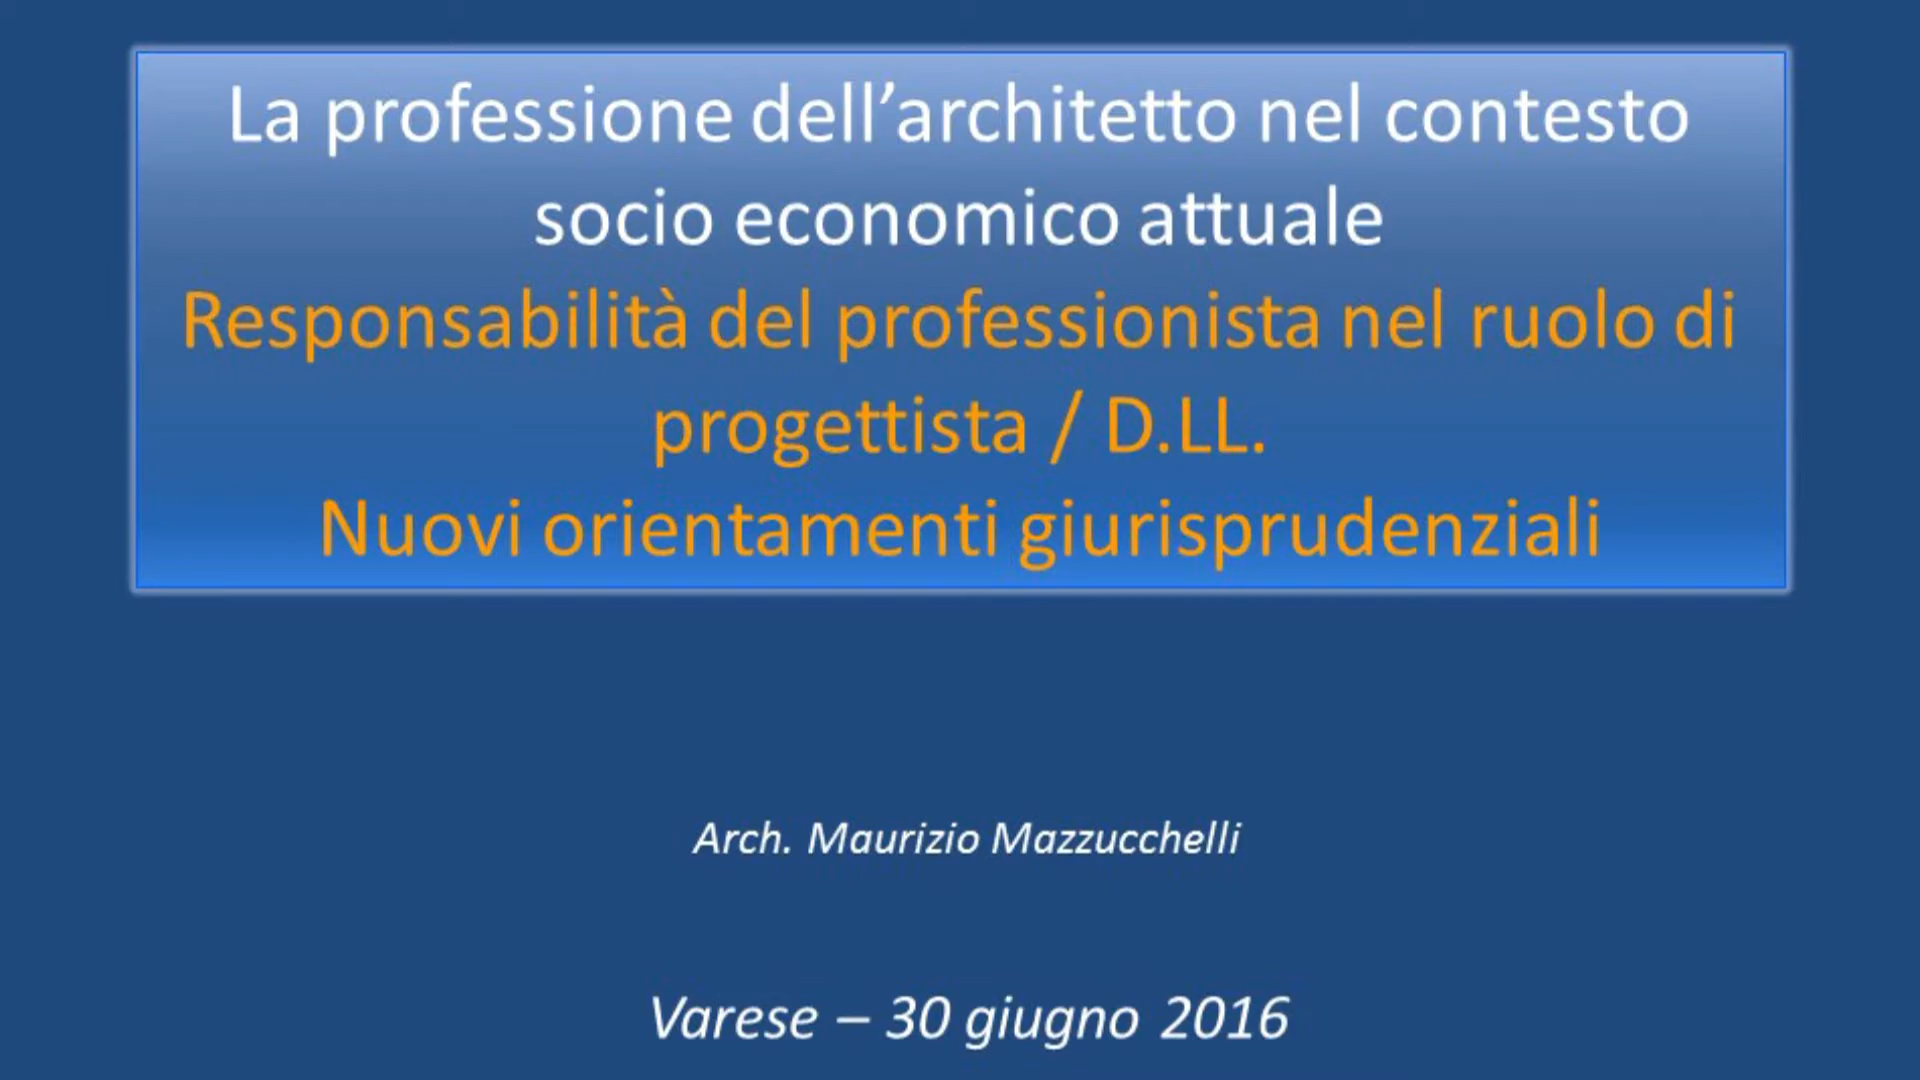 La professione dell’architetto nel contesto
socio economico attuale
Responsabilità del professionista nel ruolo di
progettista / D.LL.
Nuovi orientamenti giurisprudenziali
Arch. Maurizio Mazzucchelli
Varese – 30 giugno 2016